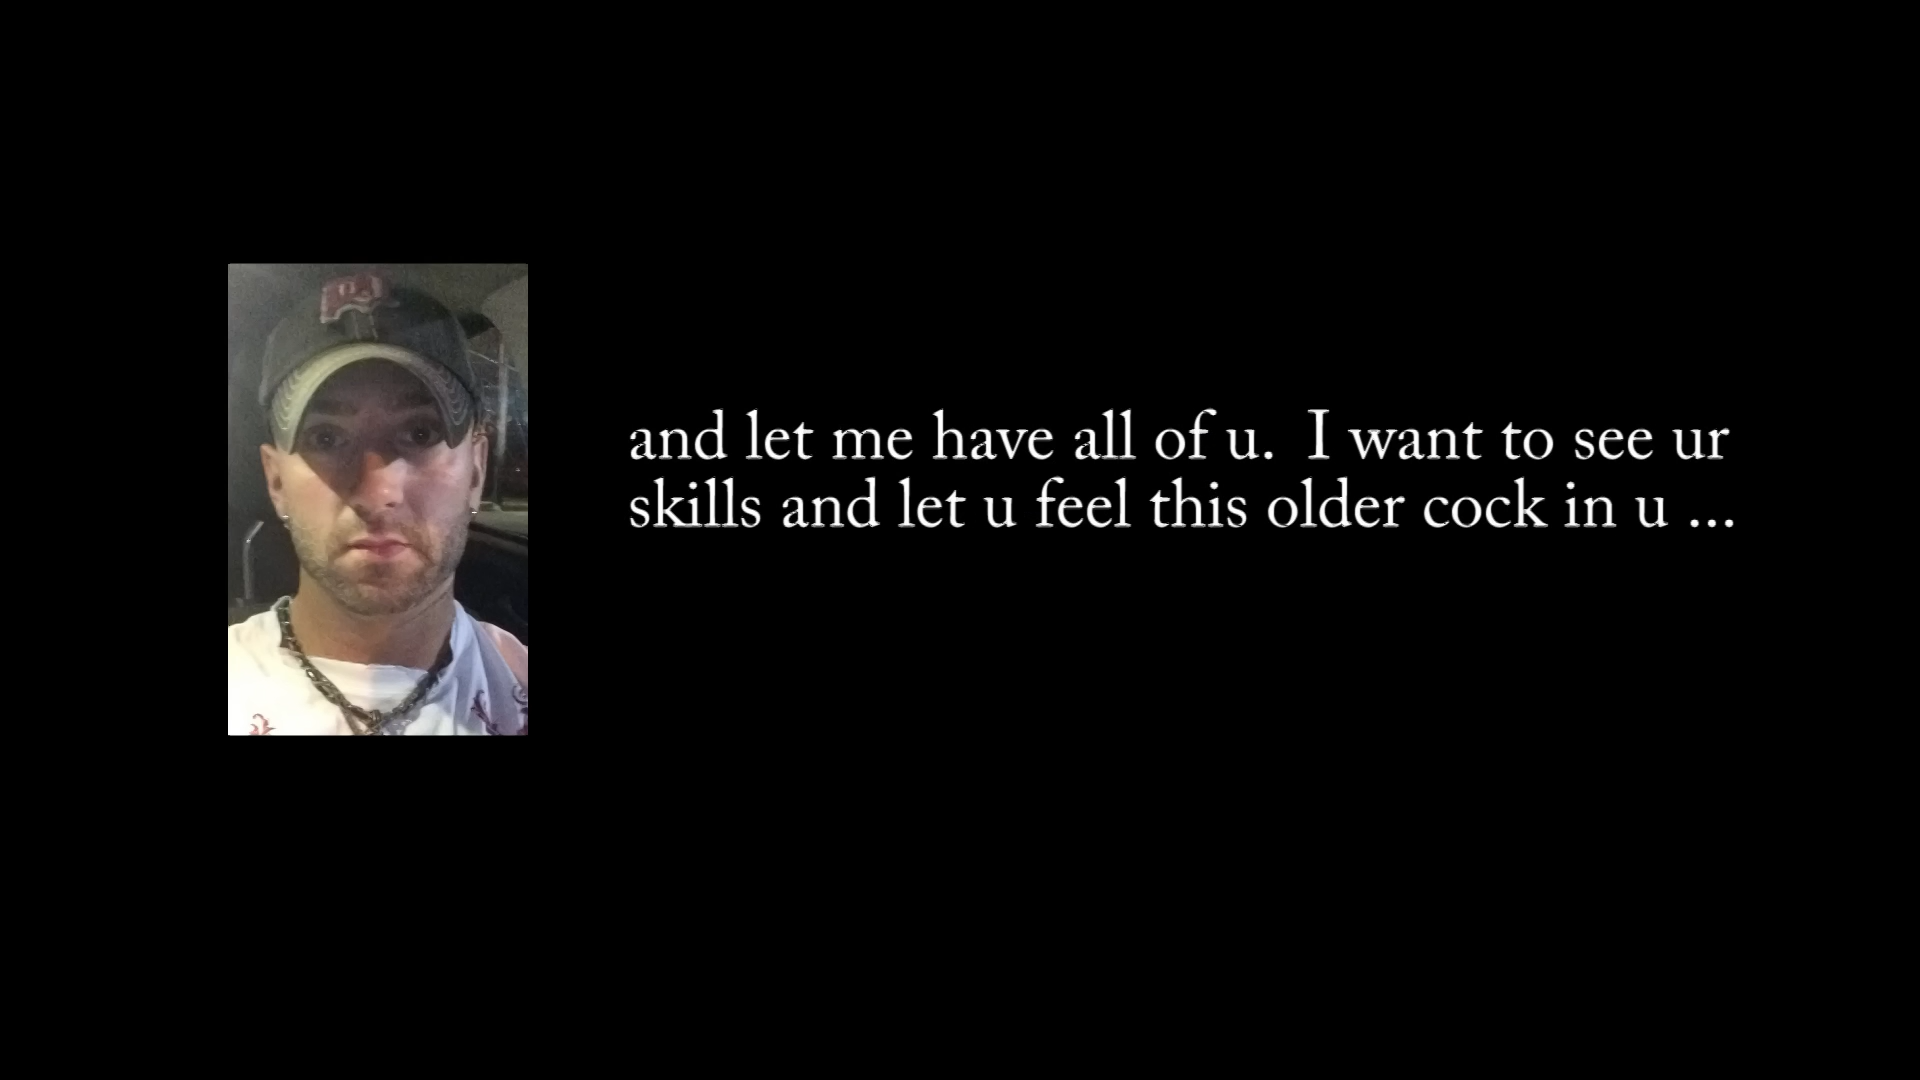 and let me have all of u.  I want to see ur
skills and let u feel this older cock in u ...